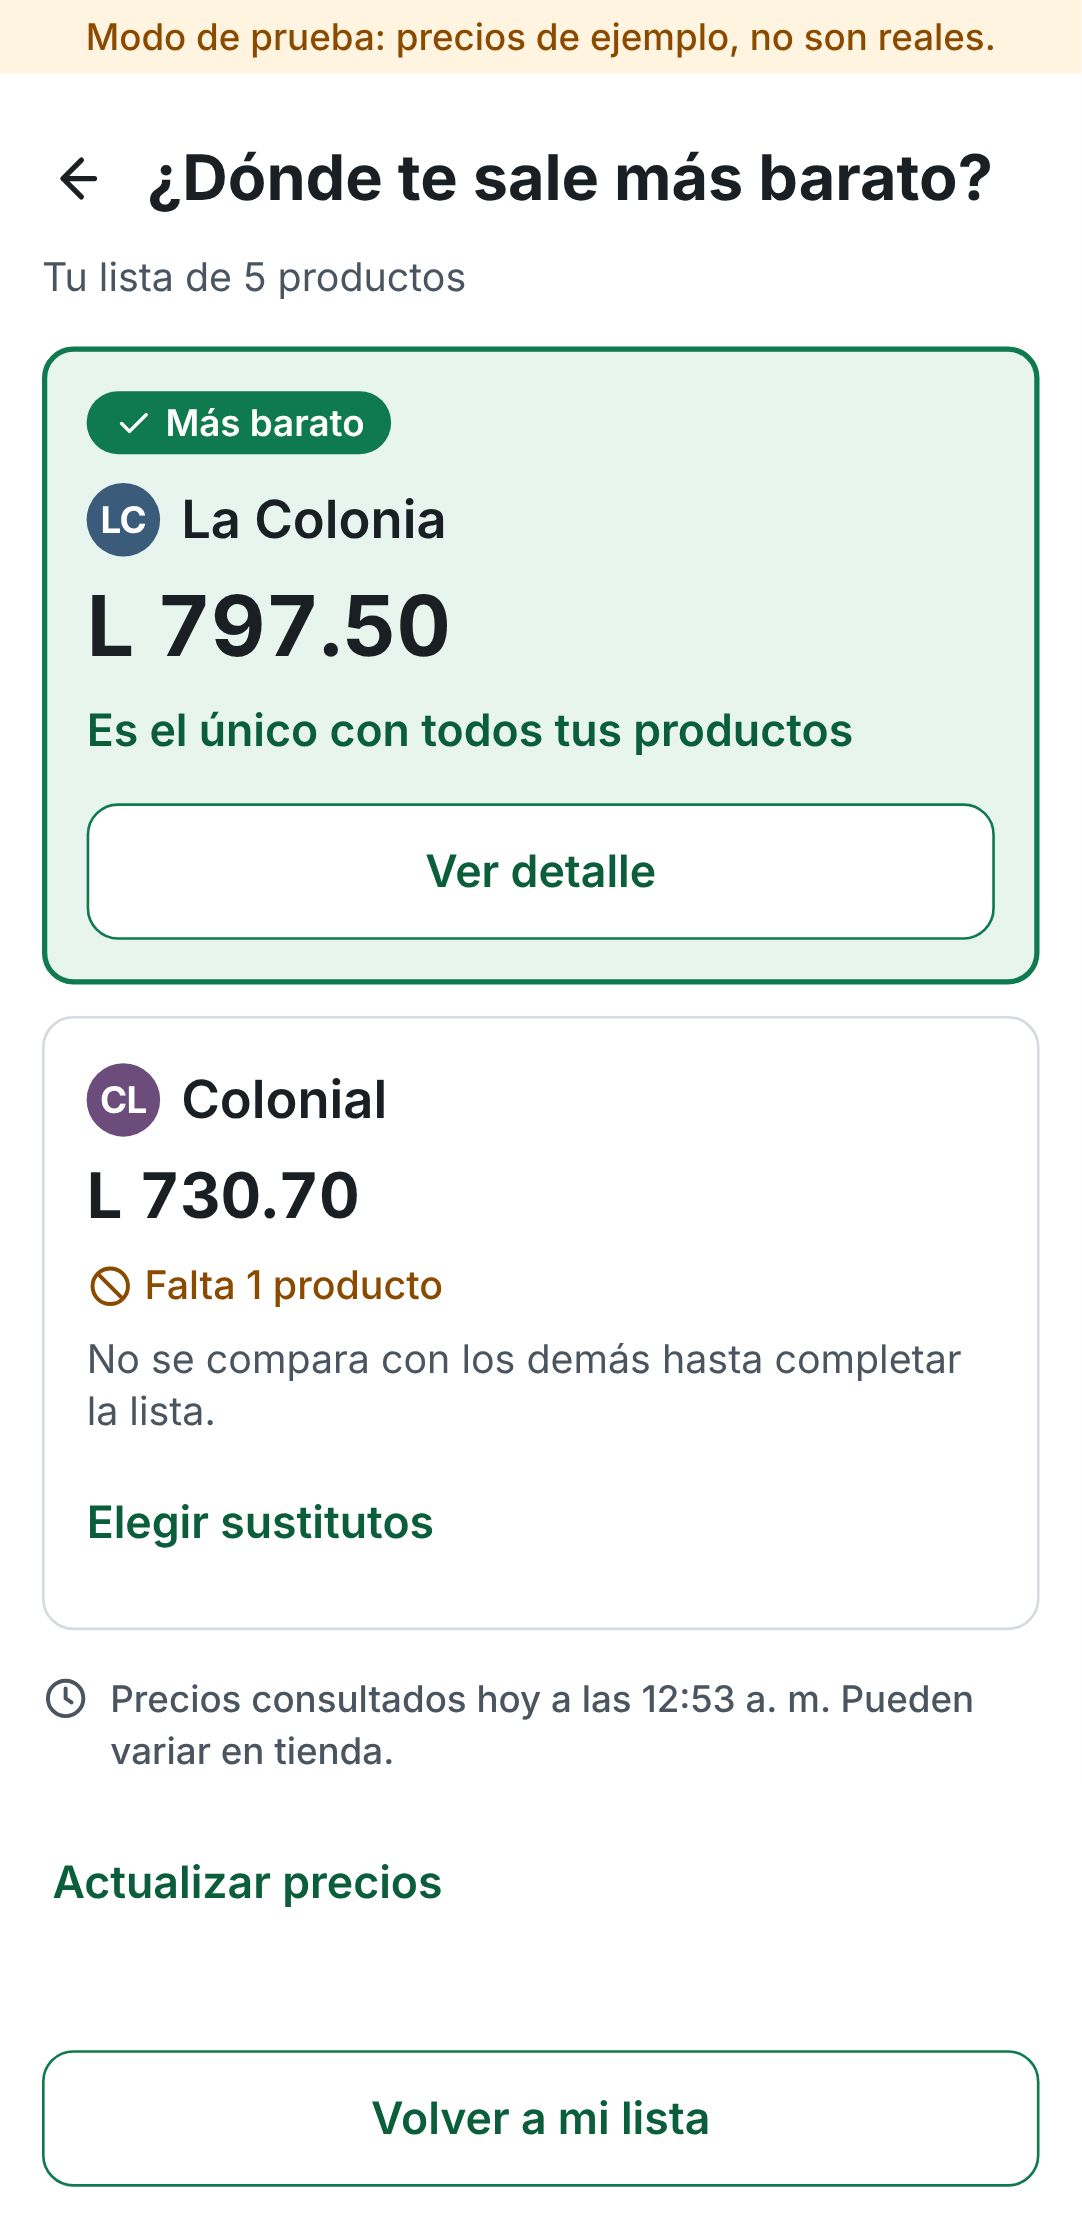 Modo de prueba: precios de ejemplo, no son reales.
¿Dónde te sale más barato?
Tu lista de 5 productos
Más barato
LC La Colonia
L 797.50
Es el único con todos tus productos
Ver detalle
CL Colonial
L 730.70
Falta 1 producto
No se compara con los demás hasta completar
la lista.
Elegir sustitutos
Precios consultados hoy a las 12:53 a. m. Pueden
variar en tienda.
Actualizar precios
Volver a mi lista